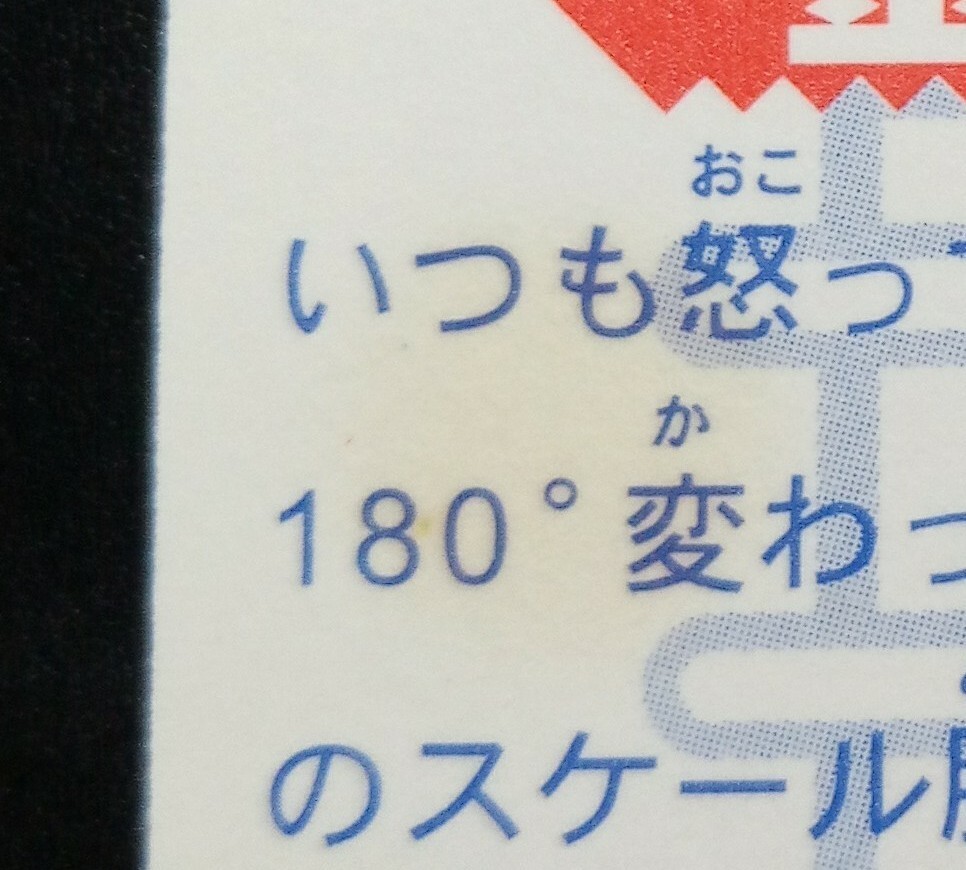 おこ
いつも怒っ
か
180°変わっ
のスケール